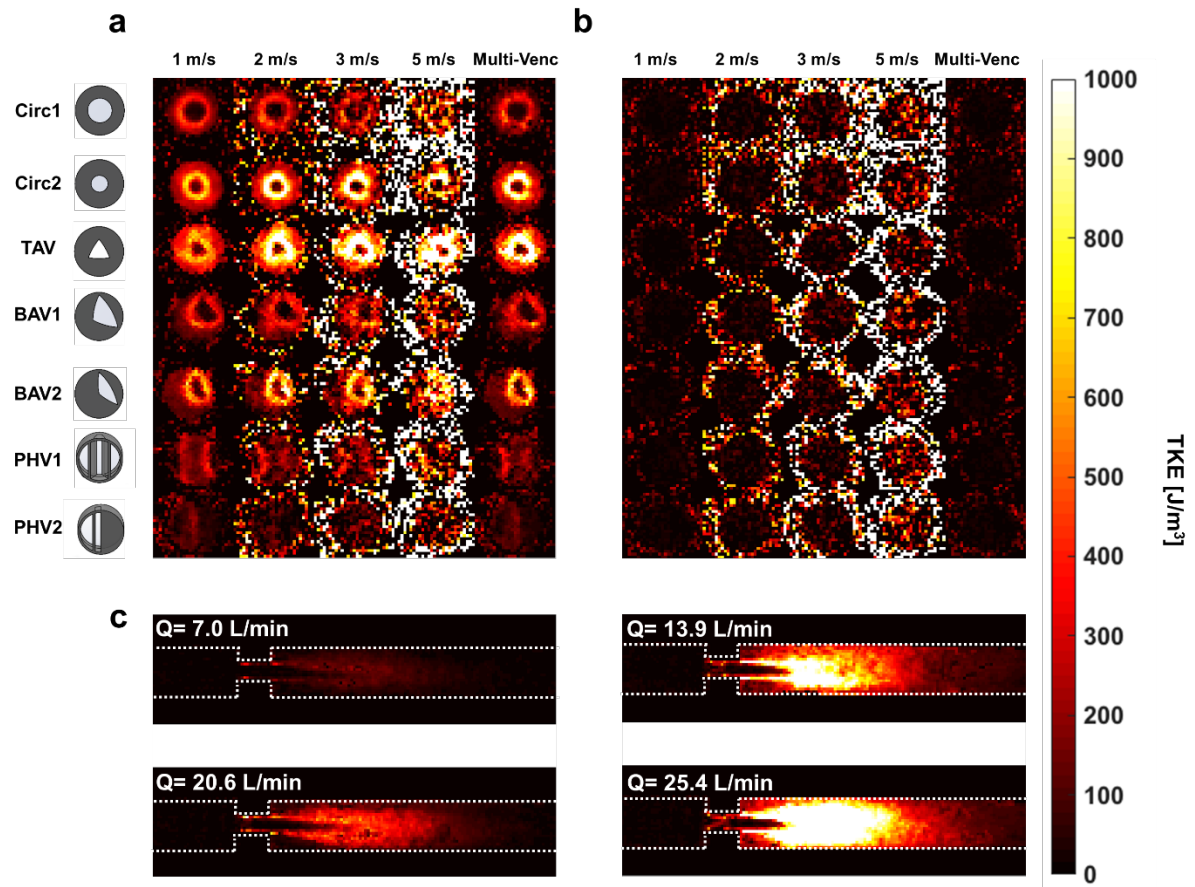 a
b
1 m/s 2 m/s 3 m/s 5 m/s Multi-Venc
1 m/s 2 m/s 3 m/s 5 m/s Multi-Venc
Circ1
Circ2
TAV
BAV1
BAV2
PHV1
PHV2
1000
900
800
700
600
500
400
300
200
100
0
TKE [J/m³]
c
Q= 7.0 L/min
Q= 13.9 L/min
Q= 20.6 L/min
Q= 25.4 L/min